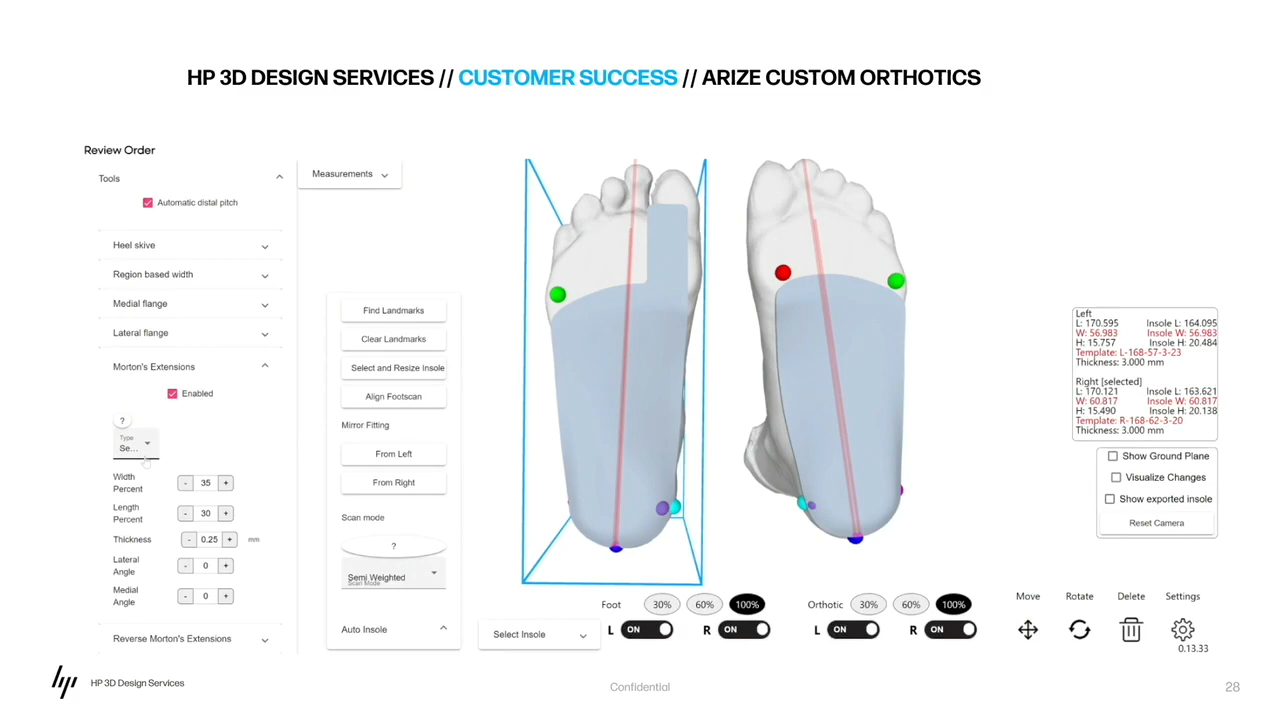 HP 3D DESIGN SERVICES // CUSTOMER SUCCESS // ARIZE CUSTOM ORTHOTICS
Review Order
Tools
Automatic distal pitch
Heel skive
Region based width
Medial flange
Lateral flange
Morton's Extensions
Enabled
?
Type
Se...
Width
Percent
- 35 +
Length
Percent
- 30 +
Thickness
- 0.25 + mm
Lateral
Angle
- 0 +
Medial
Angle
- 0 +
Reverse Morton's Extensions
Measurements
Find Landmarks
Clear Landmarks
Select and Resize Insole
Align Footscan
Mirror Fitting
From Left
From Right
Scan mode
?
Semi Weighted
Scan Mode
Auto Insole
Select Insole
Foot 30% 60% 100%
L ON R ON
Orthotic 30% 60% 100%
L ON R ON
Left
L: 170.595 Insole L: 164.095
W: 56.983 Insole W: 56.983
H: 15.757 Insole H: 20.484
Template: L-168-57-3-23
Thickness: 3.000 mm
Right [selected]
L: 170.121 Insole L: 163.621
W: 60.817 Insole W: 60.817
H: 15.490 Insole H: 20.138
Template: R-168-62-3-20
Thickness: 3.000 mm
Show Ground Plane
Visualize Changes
Show exported insole
Reset Camera
Move Rotate Delete Settings
0.13.33
hp HP 3D Design Services
Confidential
28